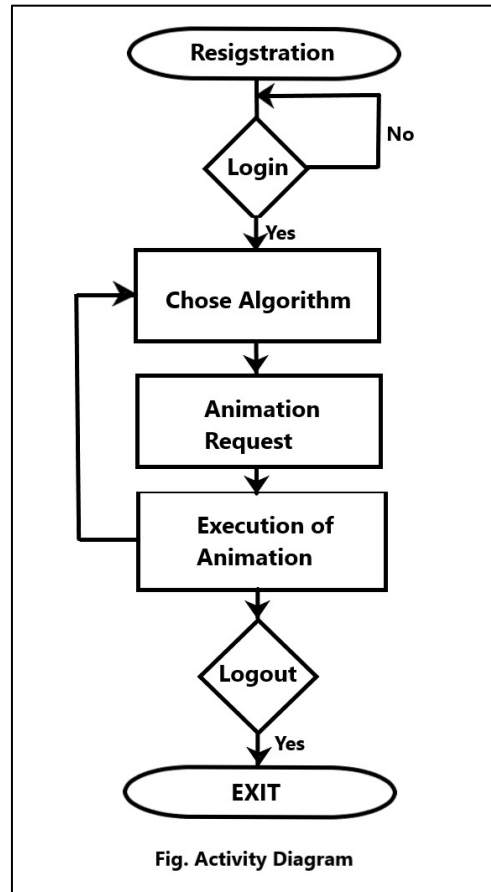 Resigstration
No
Login
Yes
Chose Algorithm
Animation
Request
Execution of
Animation
Logout
Yes
EXIT
Fig. Activity Diagram